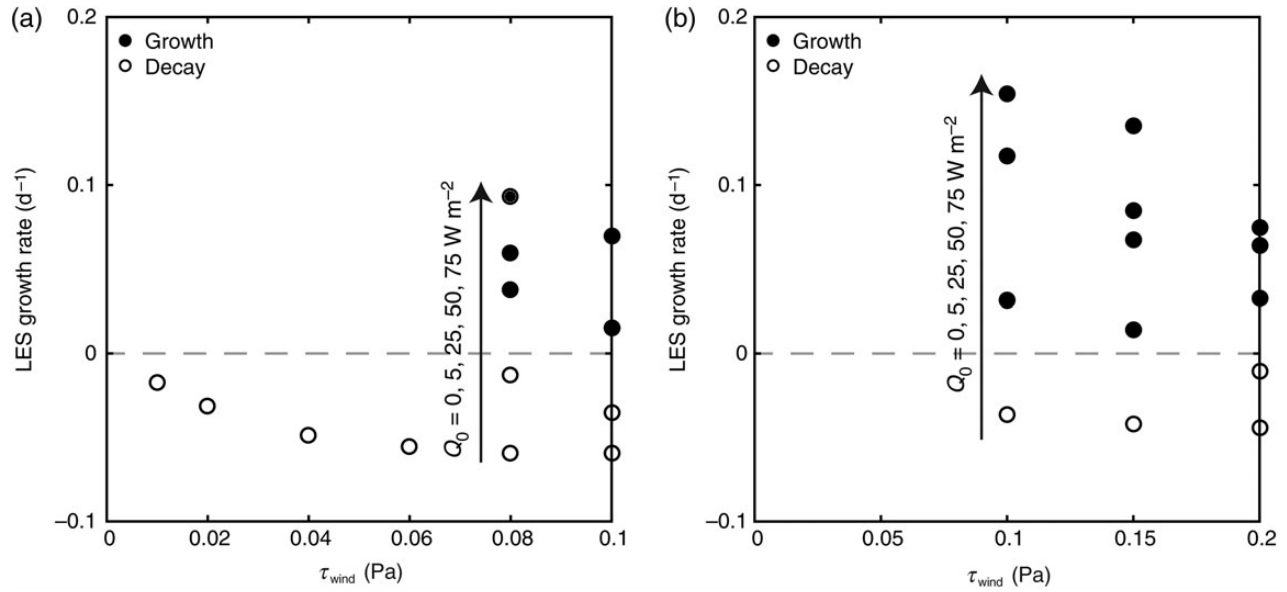 (a)
0.2
Growth
Decay
0.1
0
−0.1
LES growth rate (d⁻¹)
Q₀ = 0, 5, 25, 50, 75 W m⁻²
0 0.02 0.04 0.06 0.08 0.1
τwind (Pa)
(b)
0.2
Growth
Decay
0.1
0
−0.1
LES growth rate (d⁻¹)
Q₀ = 0, 5, 25, 50, 75 W m⁻²
0 0.05 0.1 0.15 0.2
τwind (Pa)